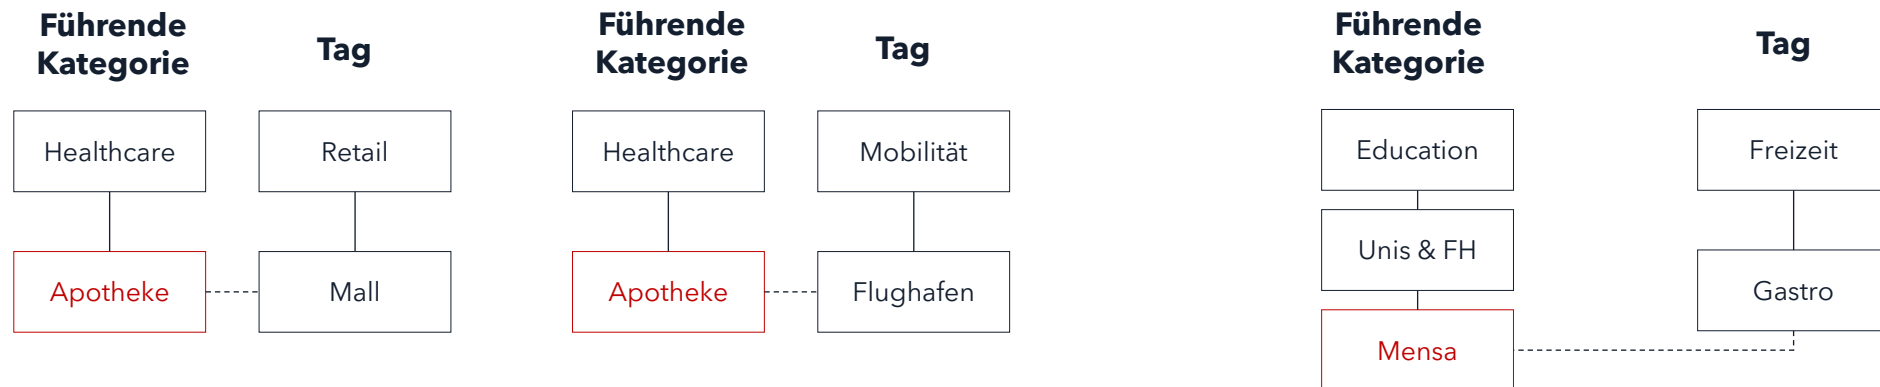 Führende
Kategorie
Tag
Healthcare
Retail
Apotheke
Mall
Führende
Kategorie
Tag
Healthcare
Mobilität
Apotheke
Flughafen
Führende
Kategorie
Tag
Education
Freizeit
Unis & FH
Gastro
Mensa